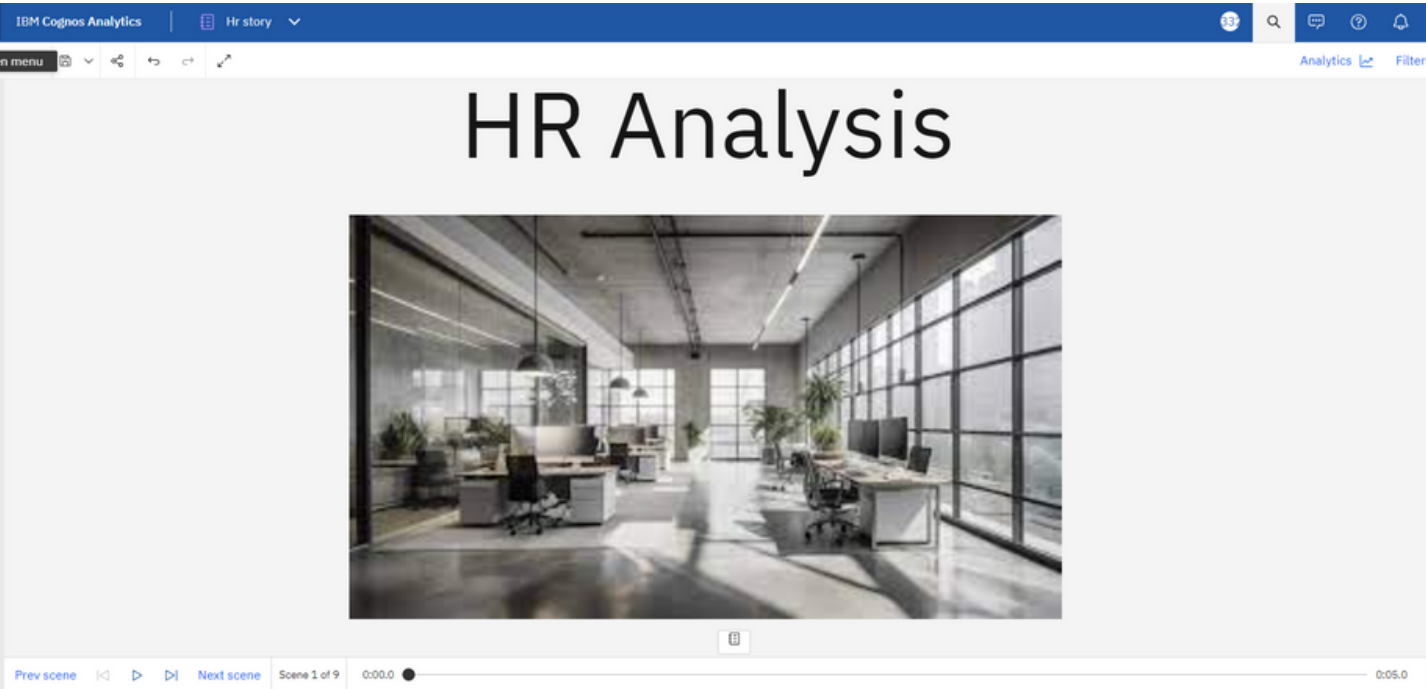 IBM Cognos Analytics
Hr story
en menu
Analytics
Filter
HR Analysis
Prev scene
Next scene
Scene 1 of 9
0:00.0
0:05.0